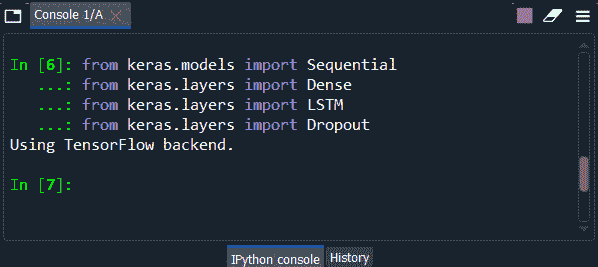 Console 1/A
In [6]: from keras.models import Sequential
   ...: from keras.layers import Dense
   ...: from keras.layers import LSTM
   ...: from keras.layers import Dropout
Using TensorFlow backend.
In [7]:
IPython console History